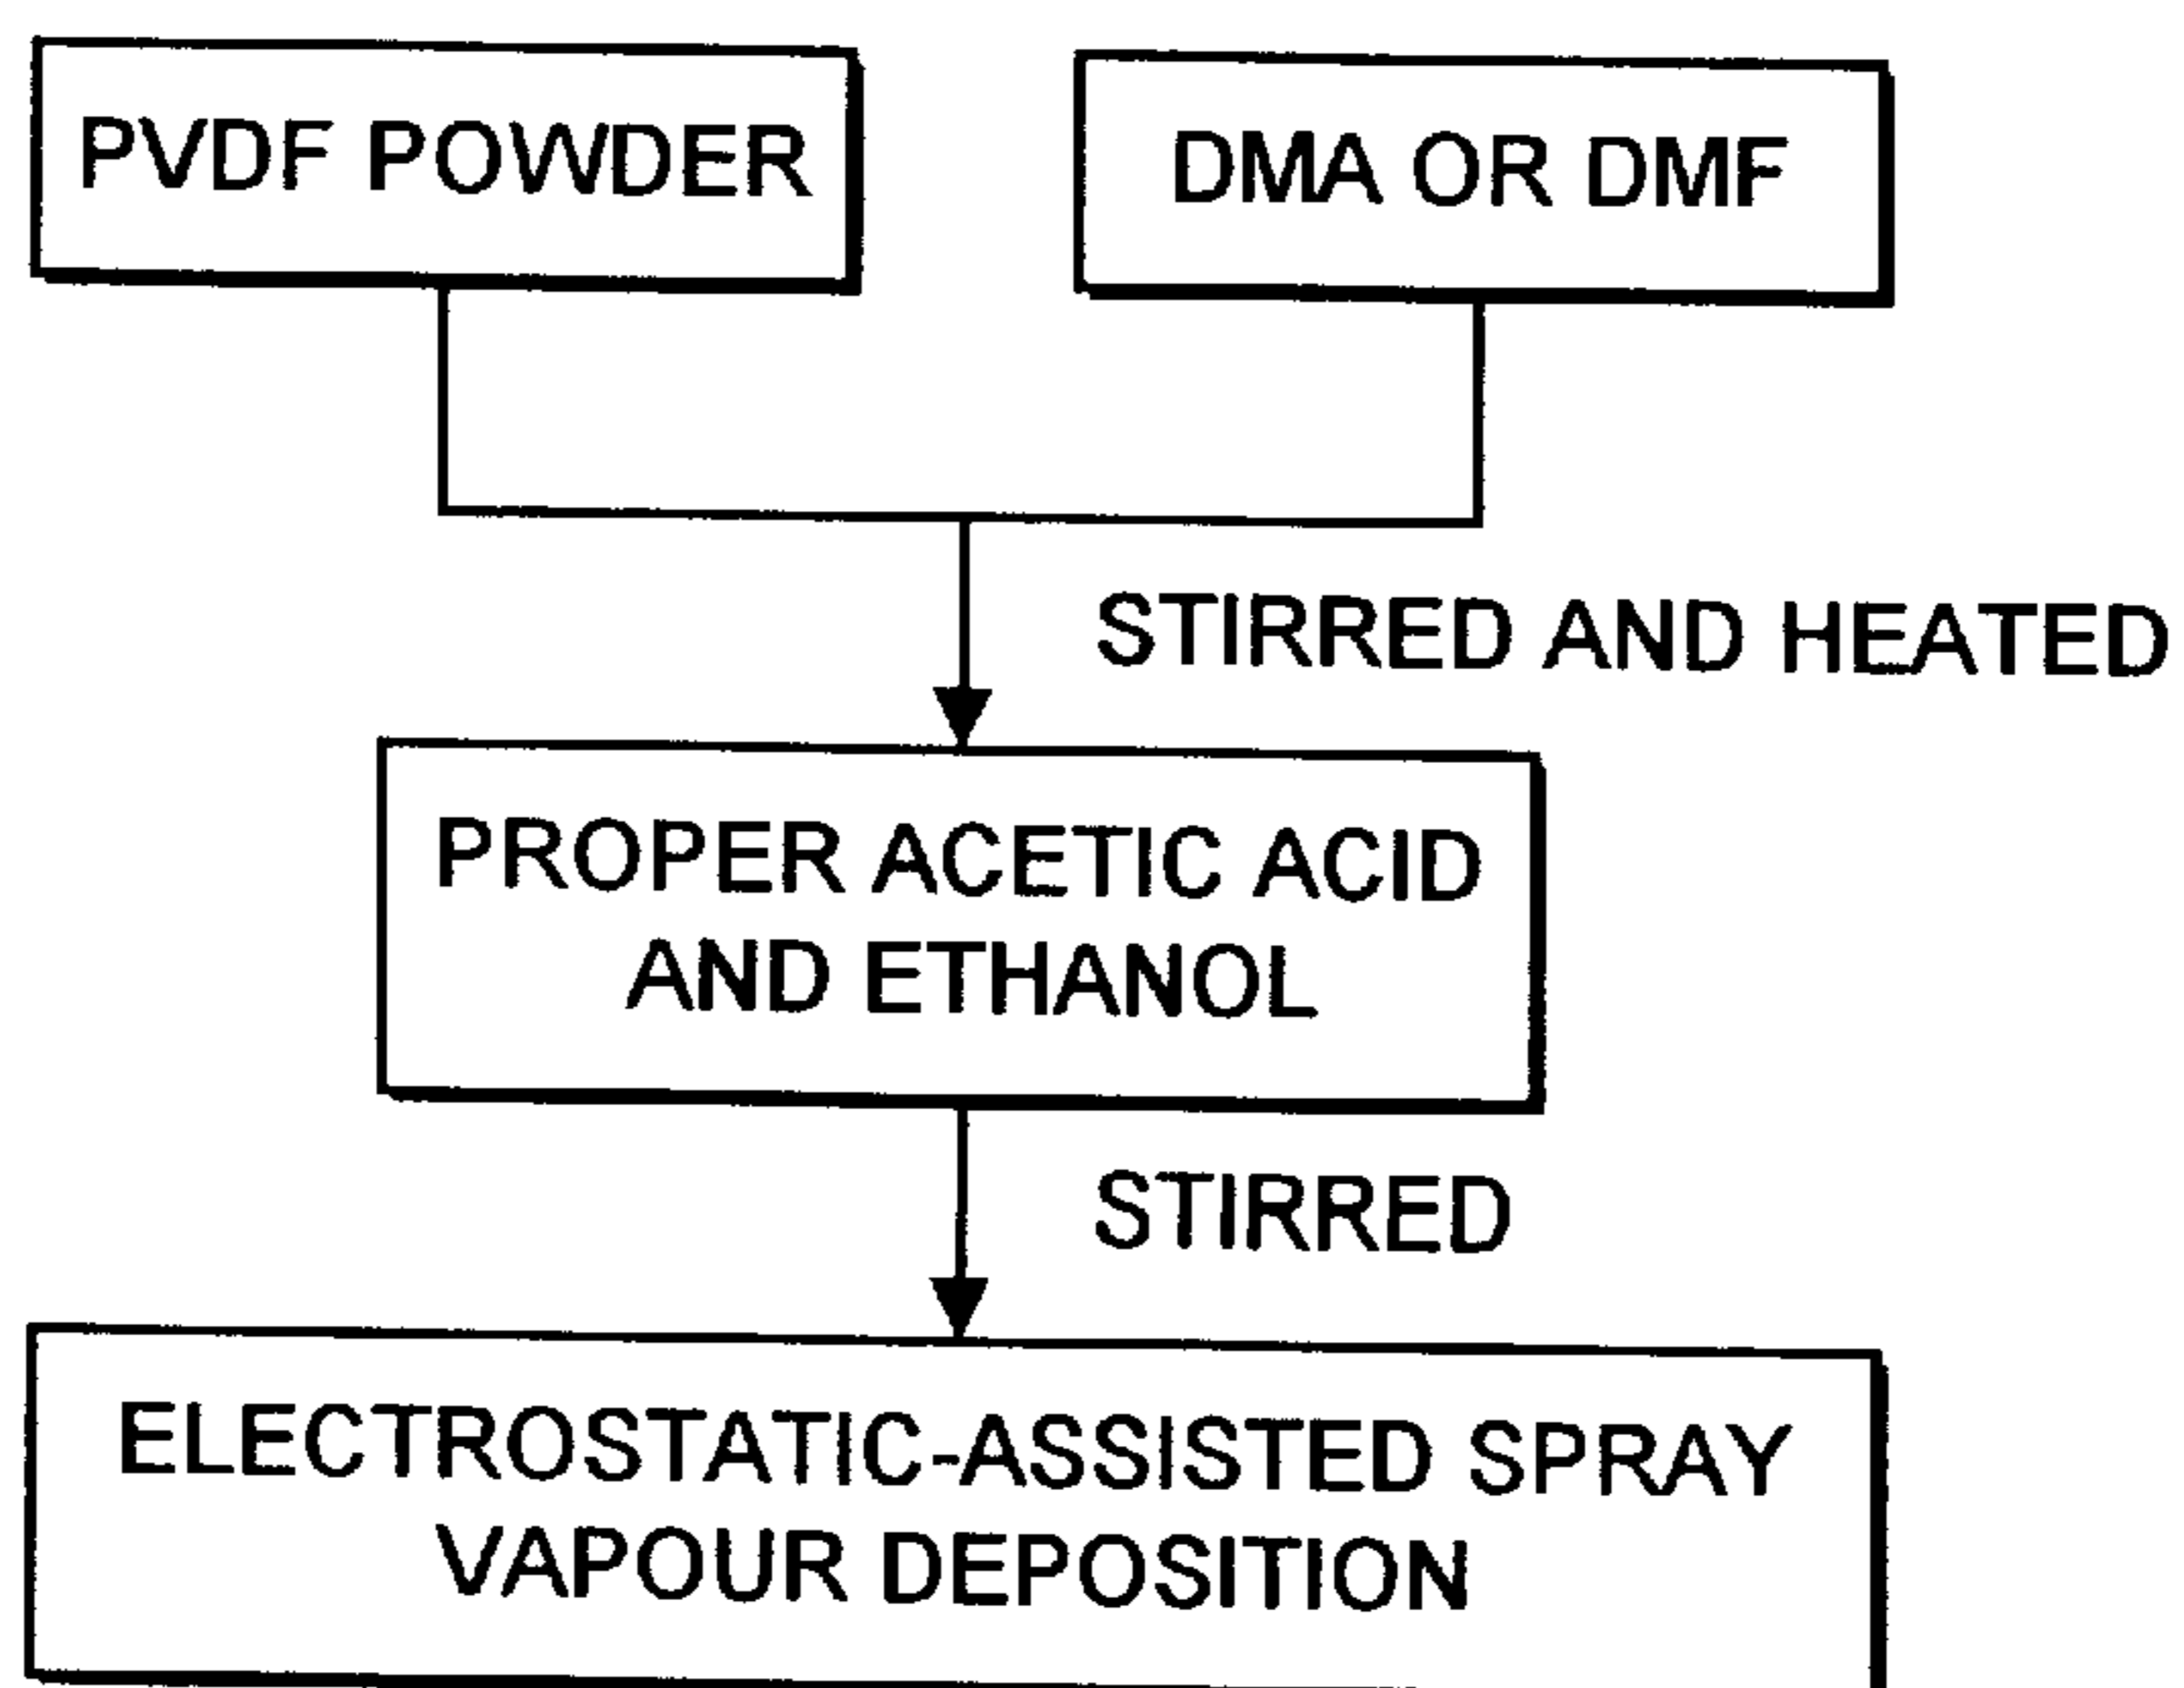 PVDF POWDER
DMA OR DMF
STIRRED AND HEATED
PROPER ACETIC ACID
AND ETHANOL
STIRRED
ELECTROSTATIC-ASSISTED SPRAY
VAPOUR DEPOSITION